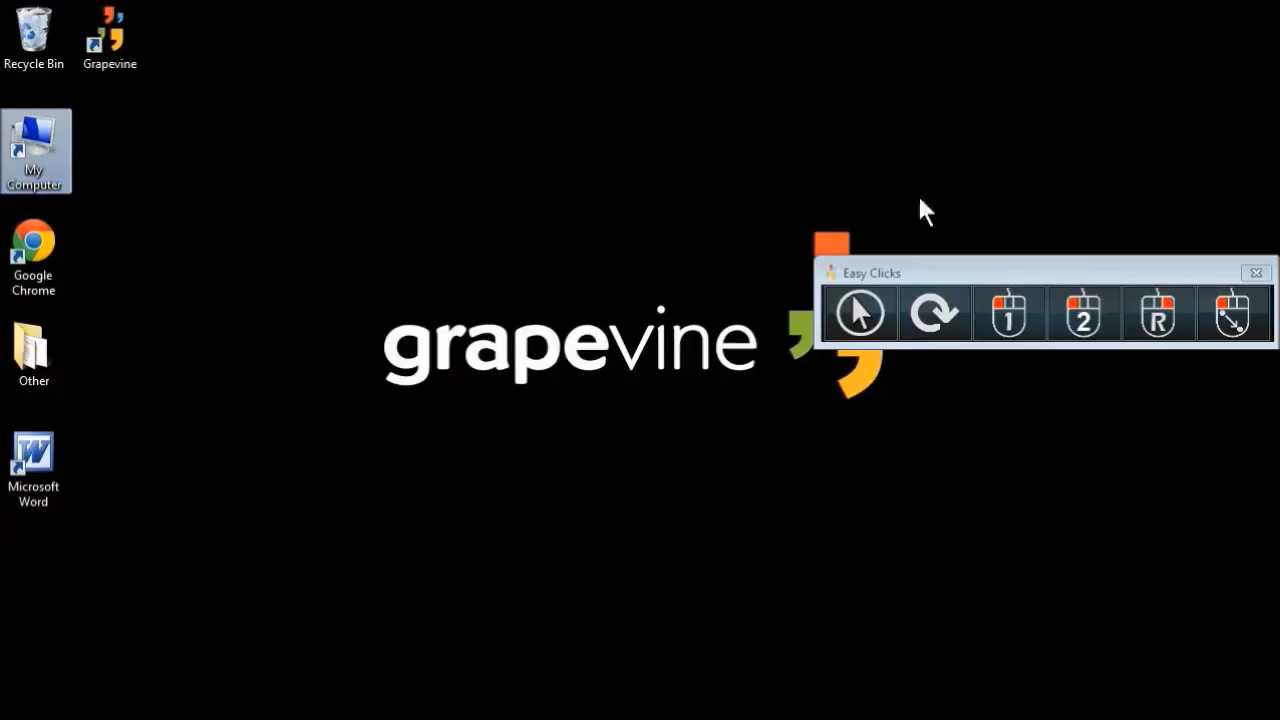 Recycle Bin
Grapevine
My
Computer
Google
Chrome
Other
Microsoft
Word
grapevine
Easy Clicks
1
2
R